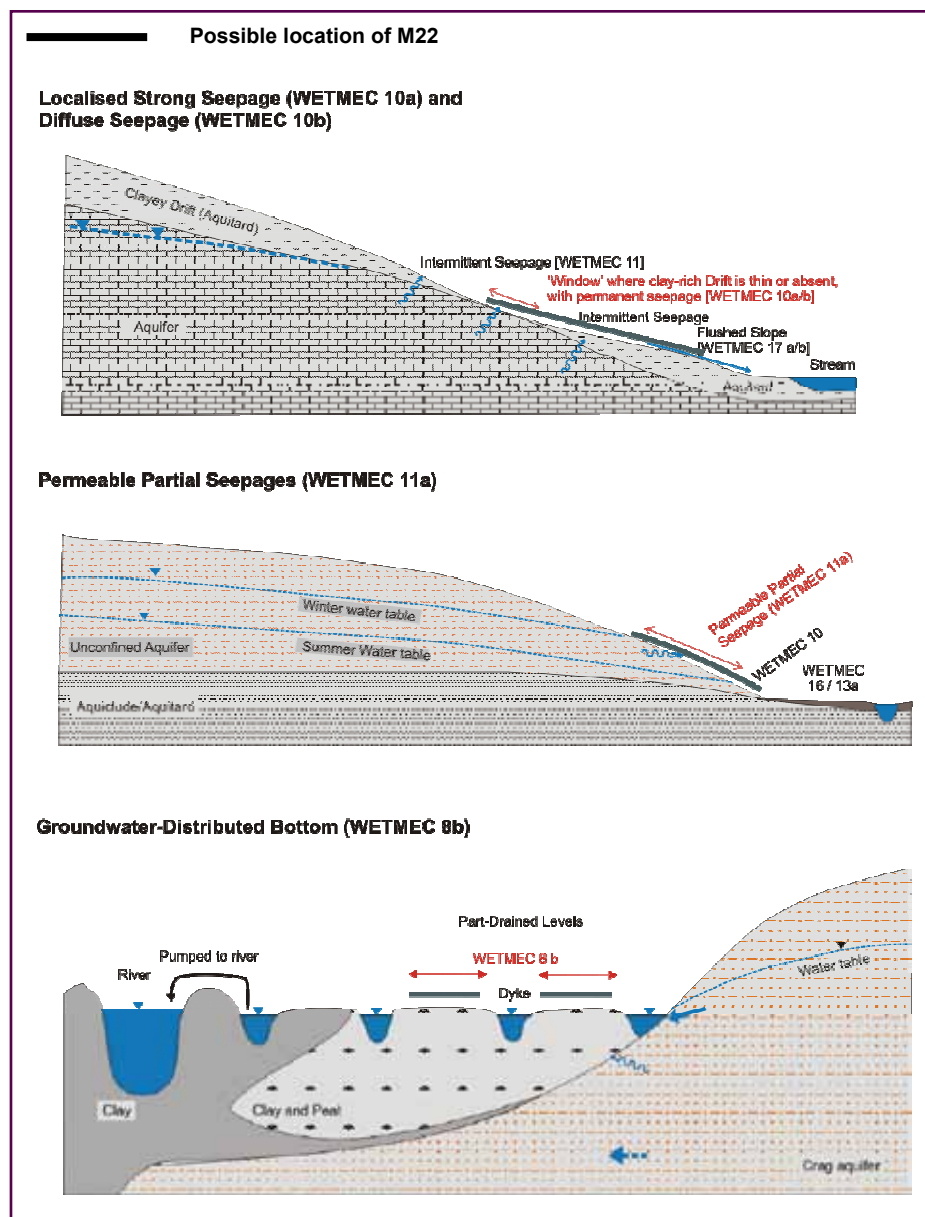 Possible location of M22
Localised Strong Seepage (WETMEC 10a) and
Diffuse Seepage (WETMEC 10b)
Clayey Drift (Aquitard)
Intermittent Seepage [WETMEC 11]
'Window' where clay-rich Drift is thin or absent,
with permanent seepage [WETMEC 10a/b]
Intermittent Seepage
Flushed Slope
[WETMEC 17 a/b]
Stream
Aquifer
Aquitard
Permeable Partial Seepages (WETMEC 11a)
Winter water table
Permeable Partial
Seepage (WETMEC 11a)
Unconfined Aquifer
Summer Water table
WETMEC 10
WETMEC
16 / 13a
Aquiclude/Aquitard
Groundwater-Distributed Bottom (WETMEC 8b)
Part-Drained Levels
Pumped to river
WETMEC 8 b
River
Dyke
Water table
Clay
Clay and Peat
Crag aquifer